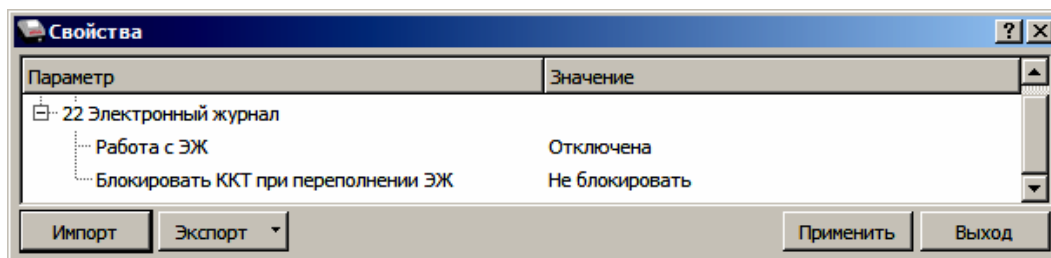 Свойства
Параметр Значение
22 Электронный журнал
Работа с ЭЖ Отключена
Блокировать ККТ при переполнении ЭЖ Не блокировать
Импорт Экспорт Применить Выход